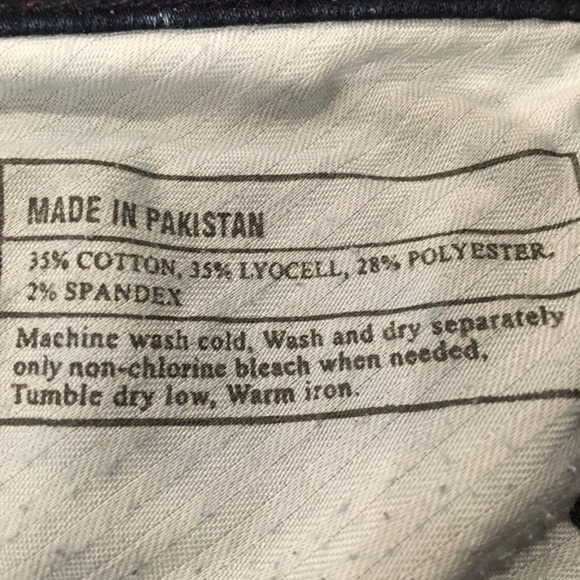 MADE IN PAKISTAN
35% COTTON, 35% LYOCELL, 28% POLYESTER,
2% SPANDEX
Machine wash cold, Wash and dry separately
only non-chlorine bleach when needed,
Tumble dry low, Warm iron.